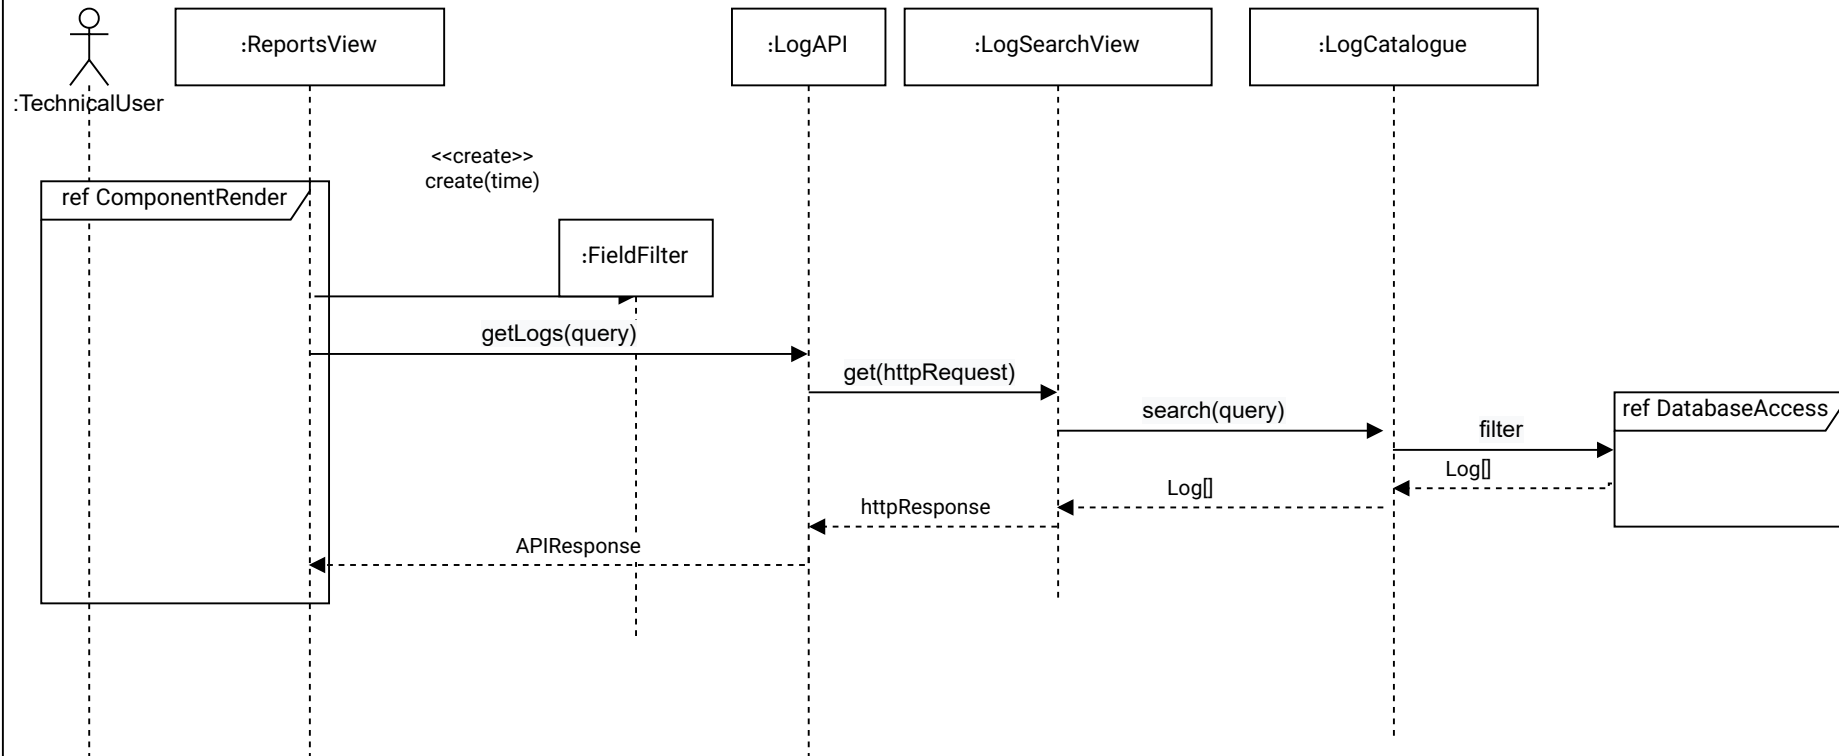 :ReportsView
:LogAPI
:LogSearchView
:LogCatalogue
:TechnicalUser
<<create>>
create(time)
ref ComponentRender
:FieldFilter
getLogs(query)
get(httpRequest)
search(query)
ref DatabaseAccess
filter
Log[]
Log[]
httpResponse
APIResponse